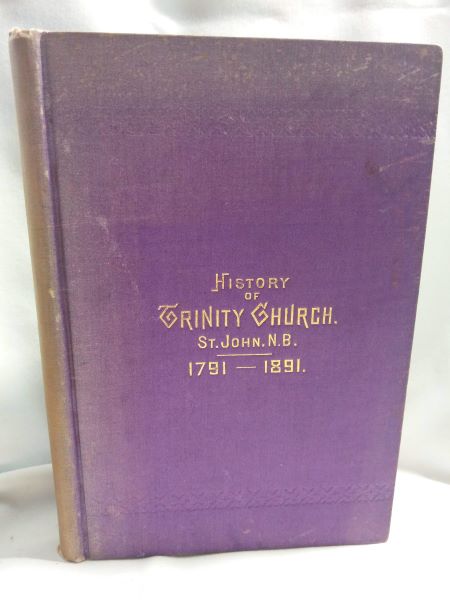 HISTORY
OF
TRINITY CHURCH.
ST. JOHN. N.B.
1791 — 1891.